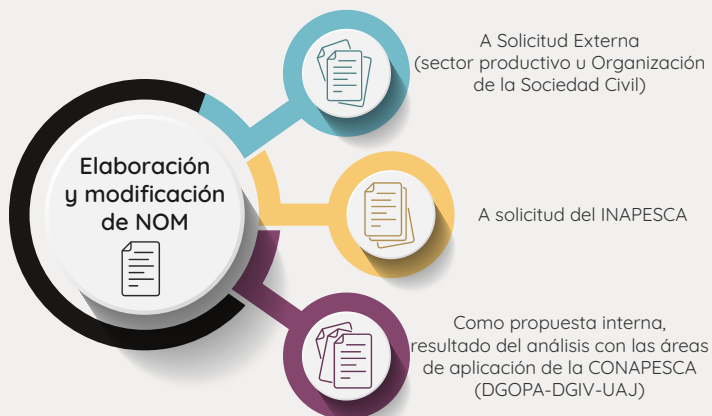 Elaboración
y modificación
de NOM
A Solicitud Externa
(sector productivo u Organización
de la Sociedad Civil)
A solicitud del INAPESCA
Como propuesta interna,
resultado del análisis con las áreas
de aplicación de la CONAPESCA
(DGOPA-DGIV-UAJ)